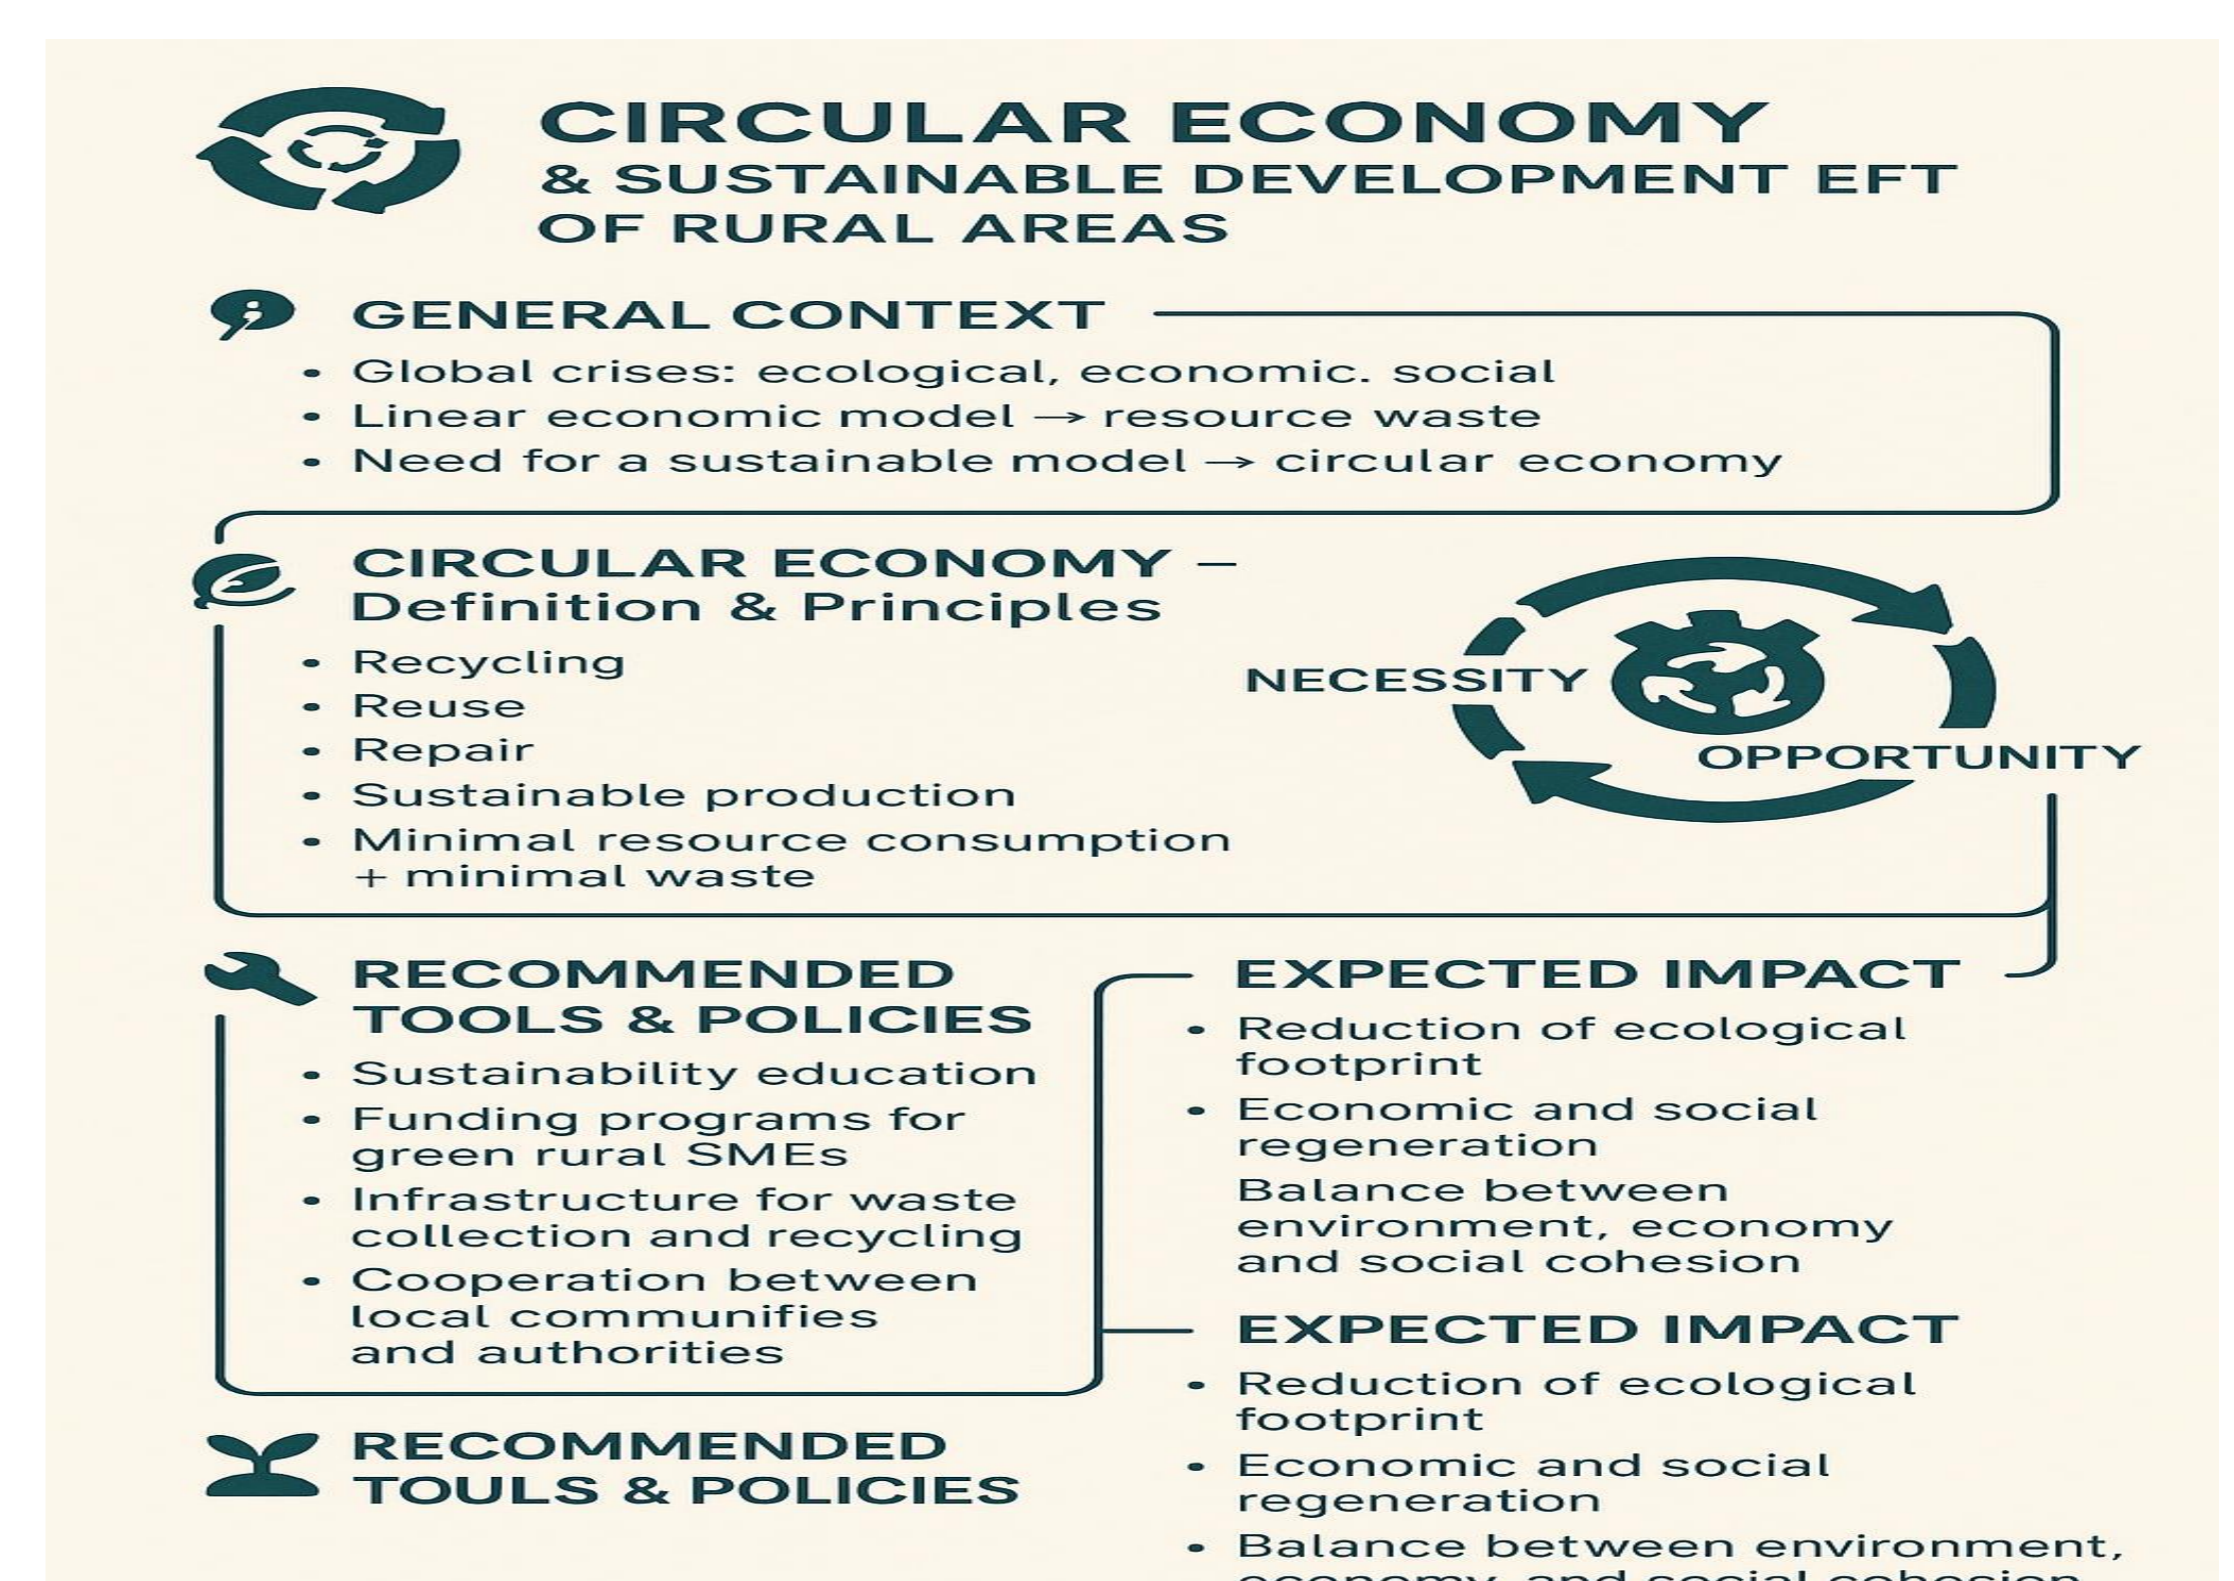 CIRCULAR ECONOMY
& SUSTAINABLE DEVELOPMENT EFT
OF RURAL AREAS
GENERAL CONTEXT
• Global crises: ecological, economic. social
• Linear economic model → resource waste
• Need for a sustainable model → circular economy
CIRCULAR ECONOMY –
Definition & Principles
• Recycling
• Reuse
• Repair
• Sustainable production
• Minimal resource consumption
+ minimal waste
NECESSITY
OPPORTUNITY
RECOMMENDED
TOOLS & POLICIES
• Sustainability education
• Funding programs for
green rural SMEs
• Infrastructure for waste
collection and recycling
• Cooperation between
local communifies
and authorities
RECOMMENDED
TOULS & POLICIES
EXPECTED IMPACT
• Reduction of ecological
footprint
• Economic and social
regeneration
Balance between
environment, economy
and social cohesion
EXPECTED IMPACT
• Reduction of ecological
footprint
• Economic and social
regeneration
• Balance between environment,
economy, and social cohesion